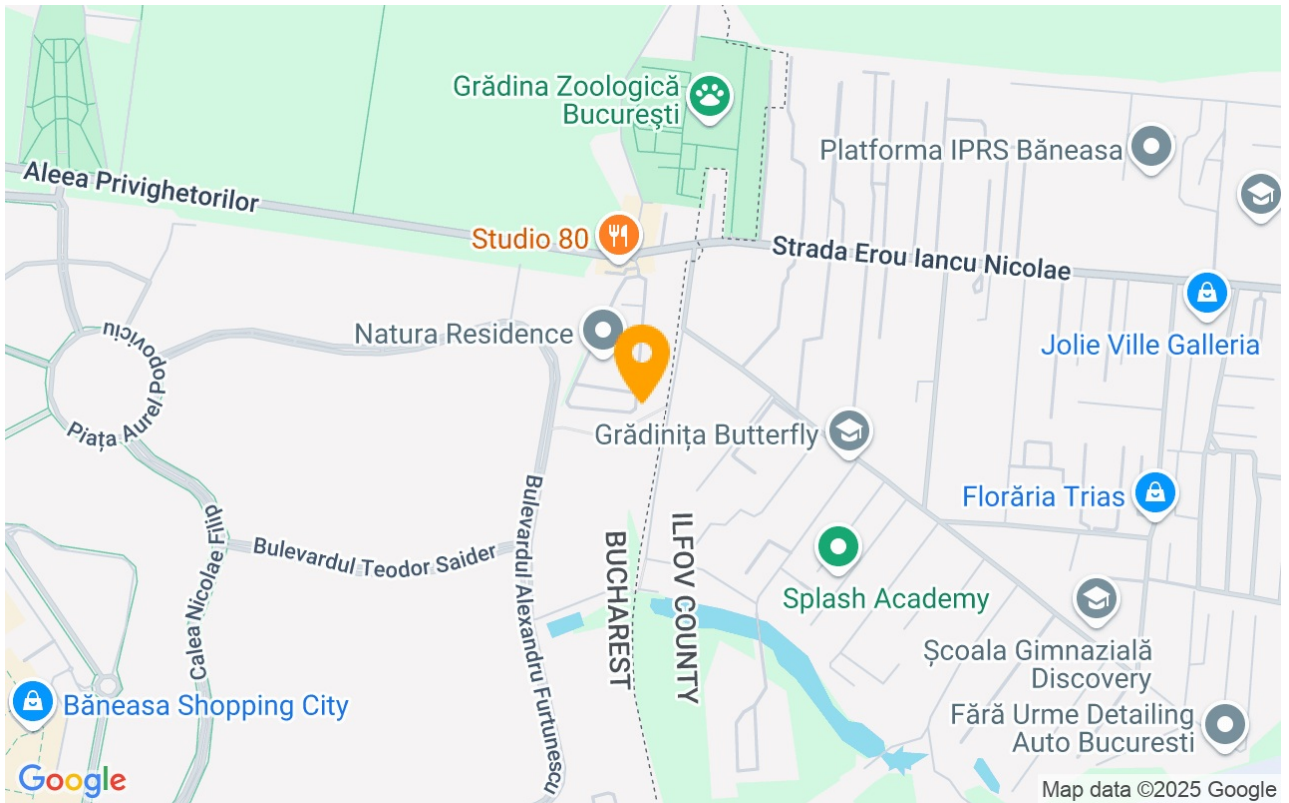 Grădina Zoologică
București
Platforma IPRS Băneasa
Aleea Privighetorilor
Studio 80
Strada Erou Iancu Nicolae
Natura Residence
Jolie Ville Galleria
Piața Aurel Popoviciu
Grădinița Butterfly
Florăria Trias
Calea Nicolae Filip
Bulevardul Teodor Saider
Bulevardul Alexandru Furtunescu
BUCHAREST
ILFOV COUNTY
Splash Academy
Școala Gimnazială
Discovery
Băneasa Shopping City
Fără Urme Detailing
Auto Bucuresti
Google
Map data ©2025 Google